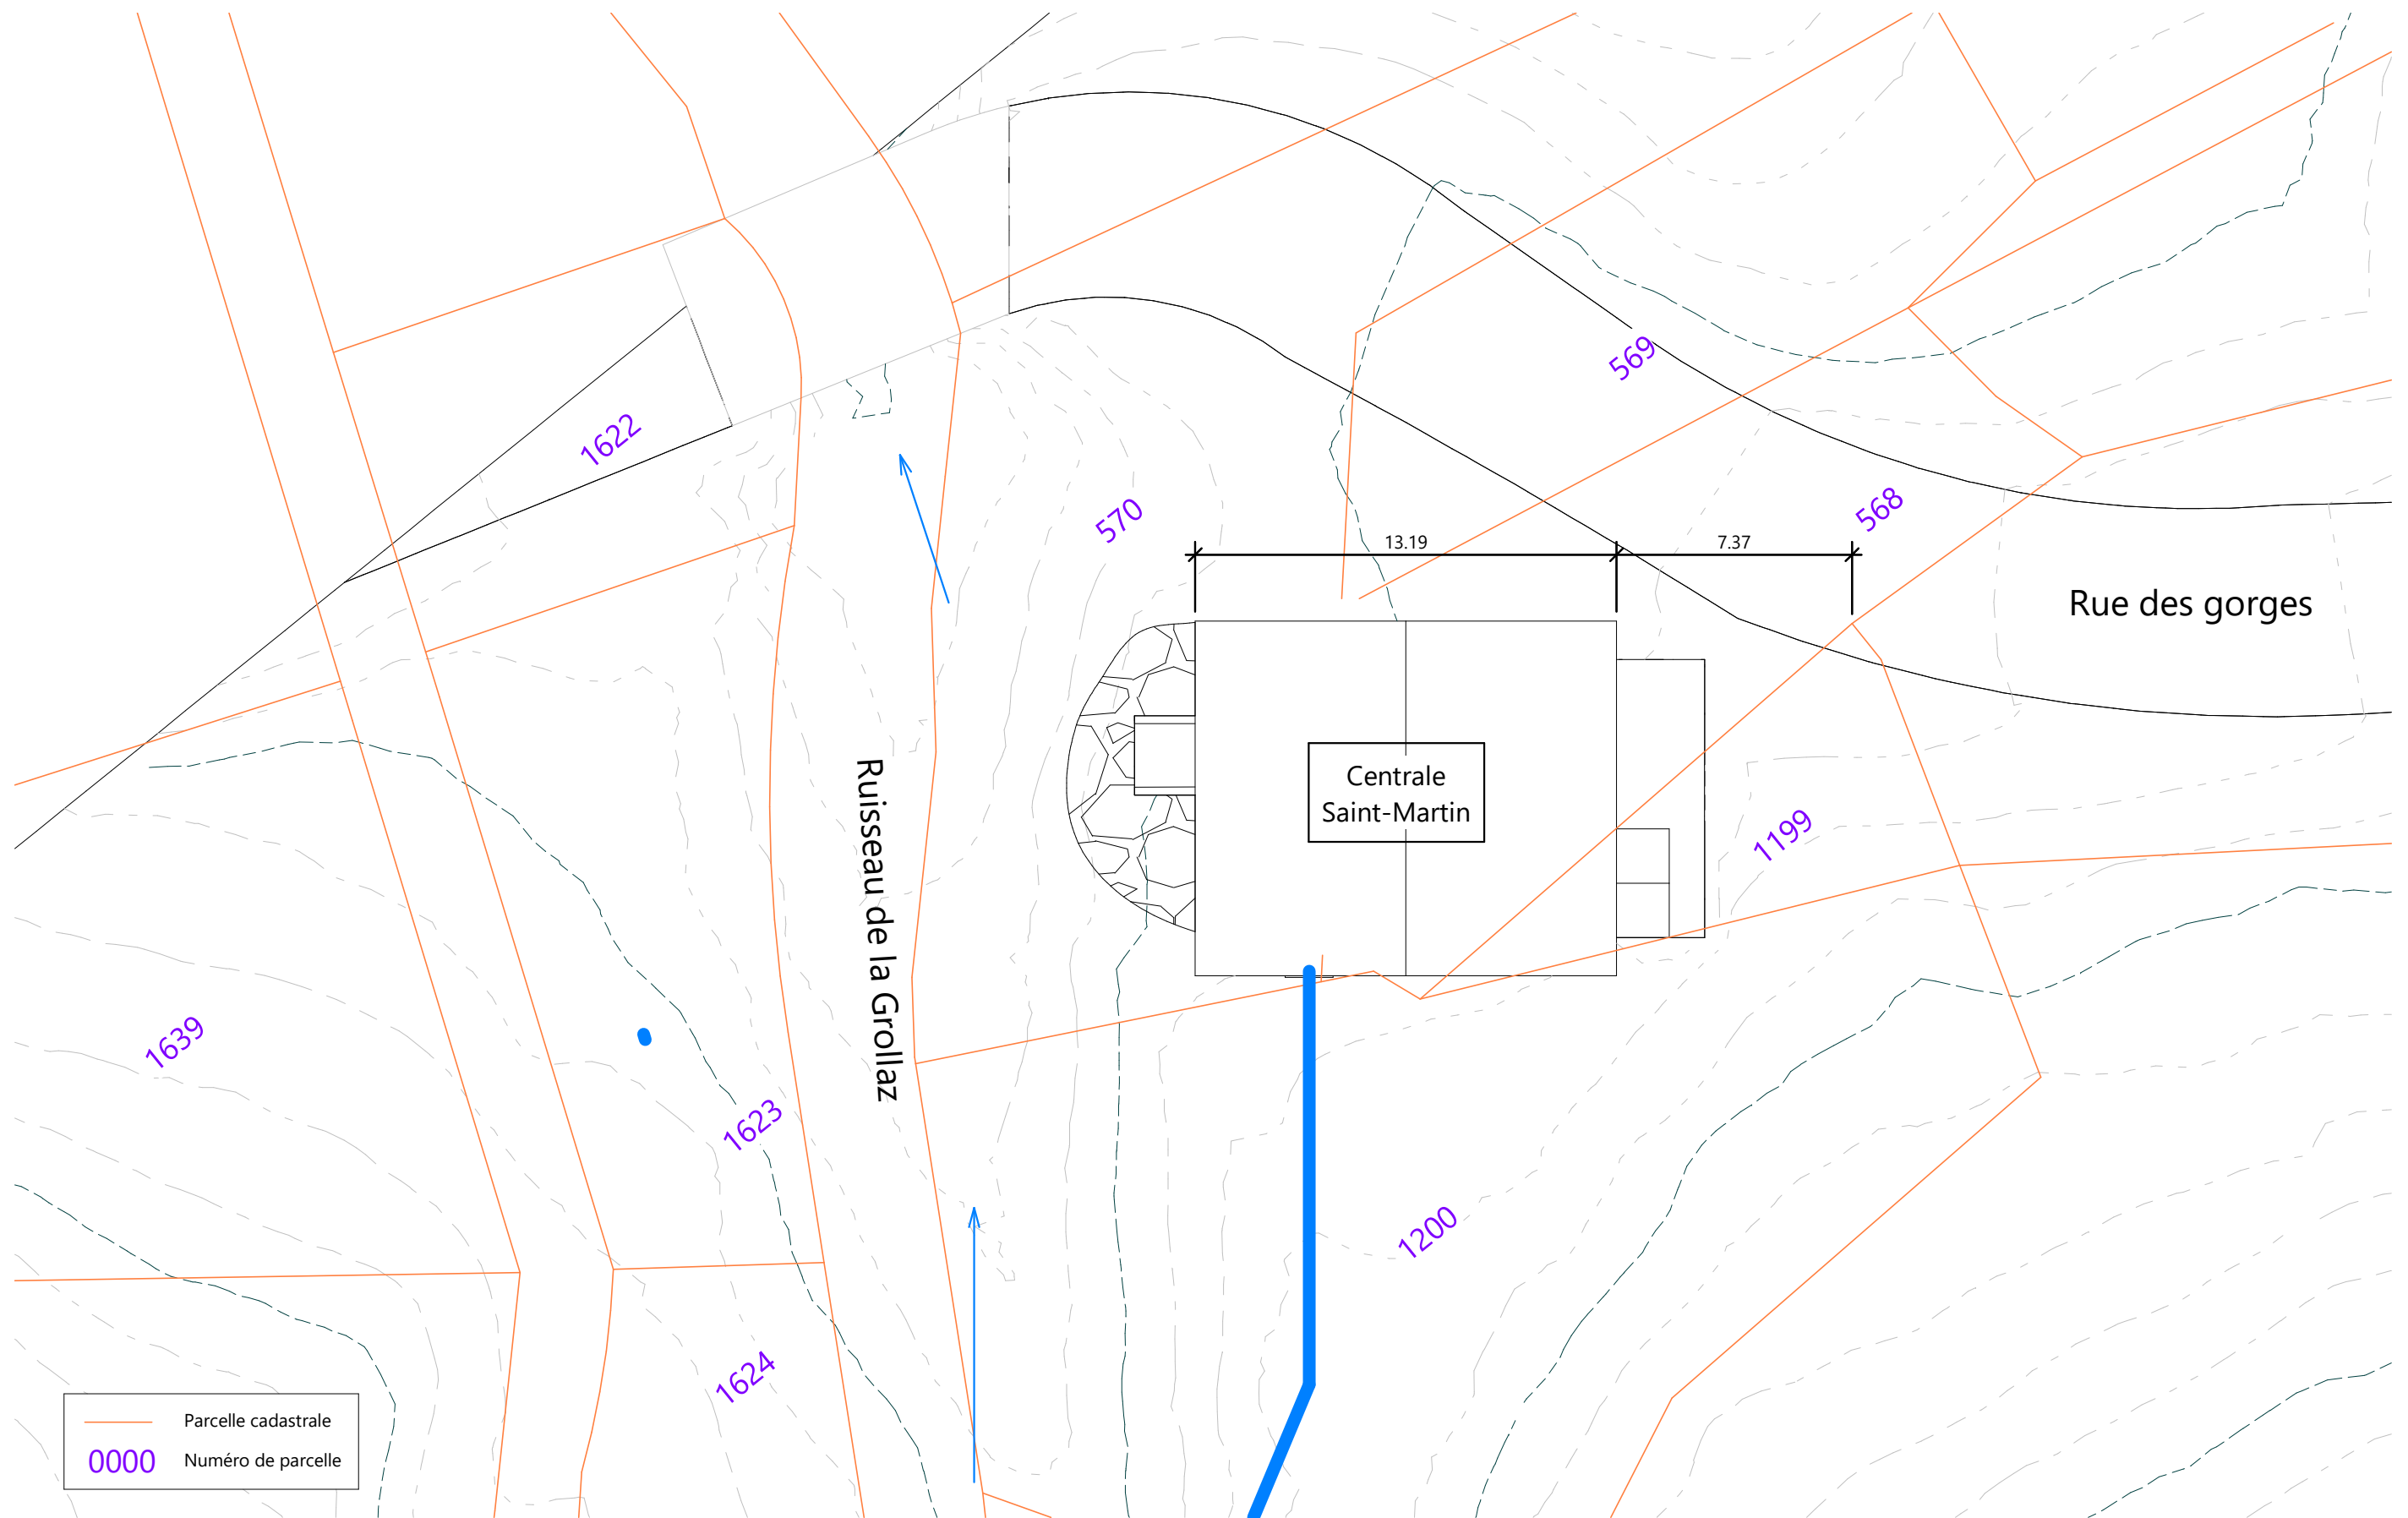 569
1622
568
570
13.19
7.37
Rue des gorges
Centrale
Saint-Martin
1199
Ruisseau de la Grollaz
1639
1623
1200
1624
Parcelle cadastrale
0000
Numéro de parcelle